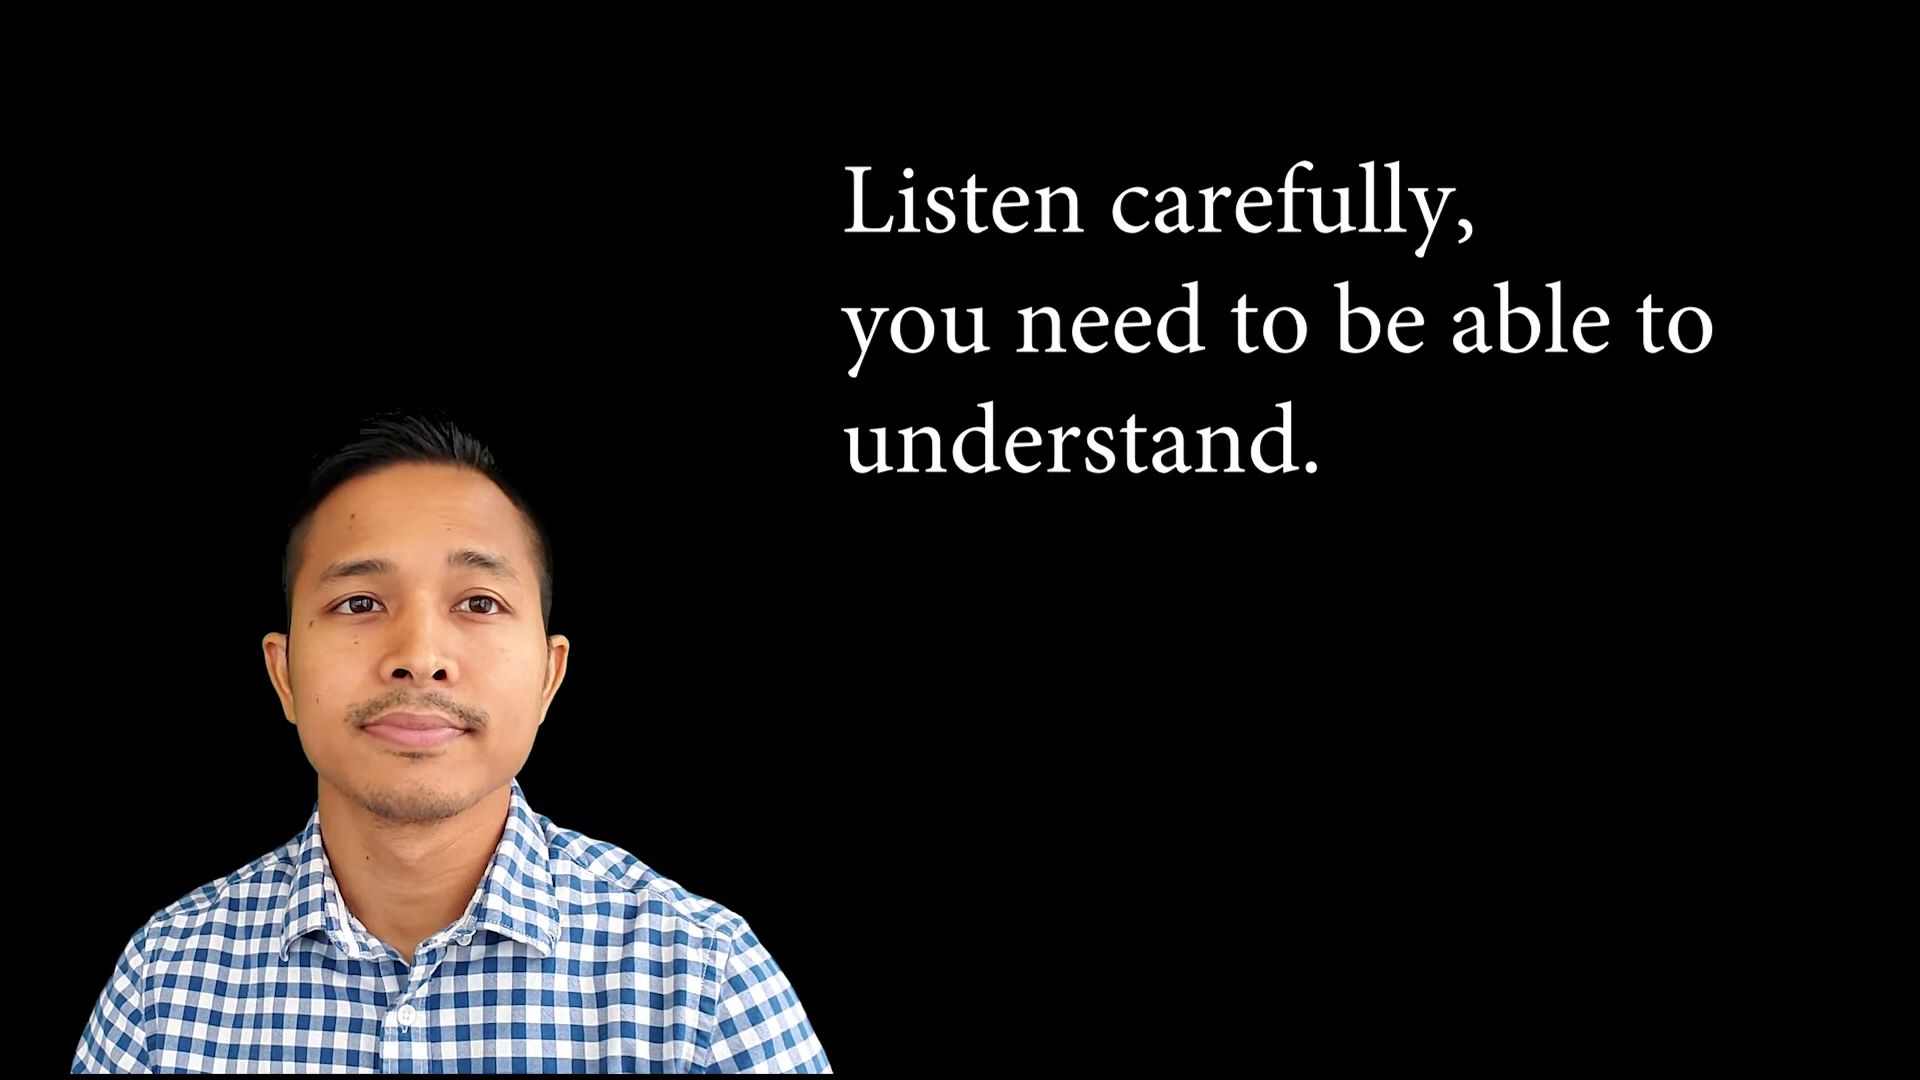 Listen carefully,
you need to be able to
understand.